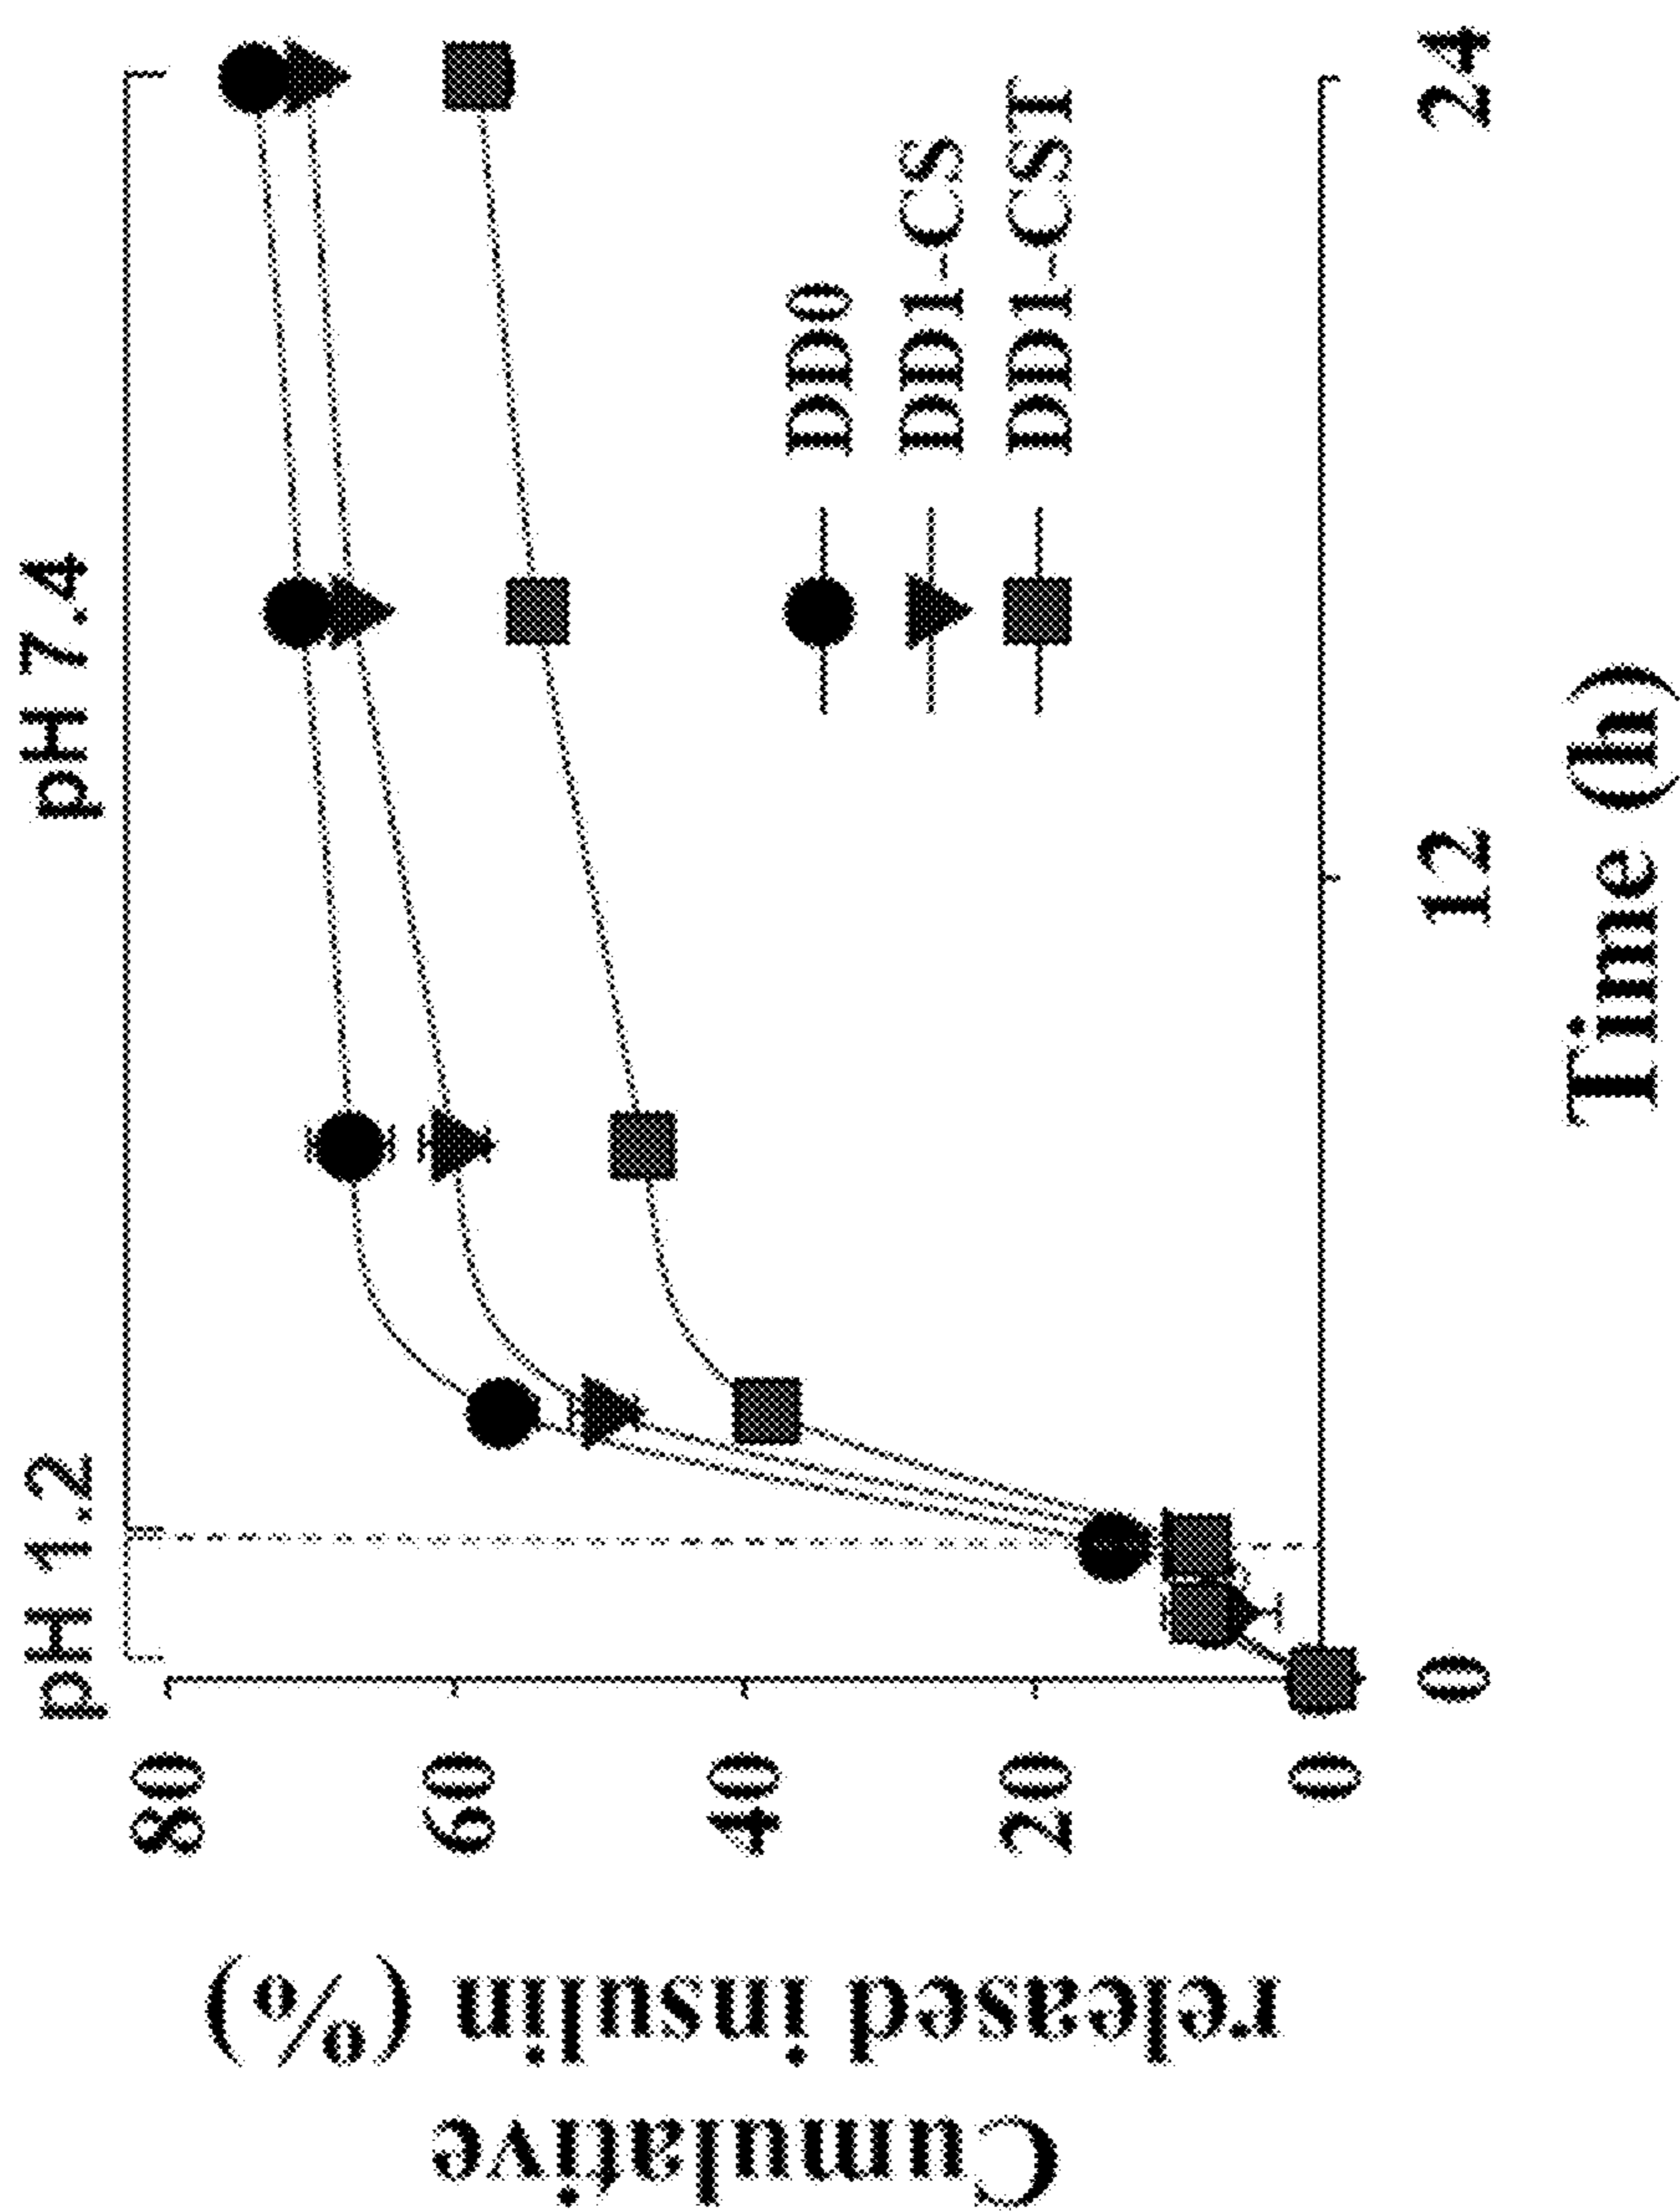 pH 1.2
pH 7.4
80
60
40
20
0
Cumulative
released insulin (%)
DD0
DD1-CS
DD1-CST
0
12
24
Time (h)